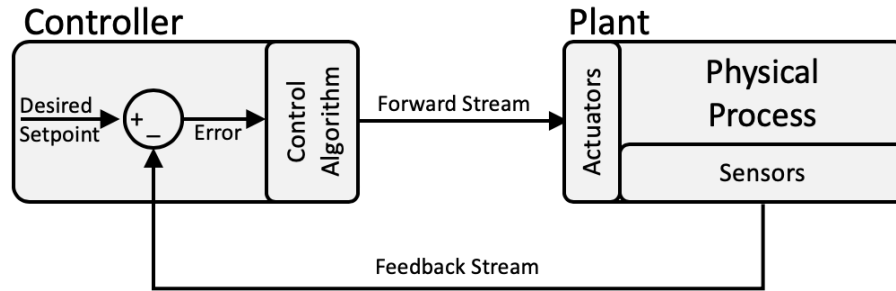 Controller
Plant
Desired
Setpoint
+
−
Error
Control
Algorithm
Forward Stream
Actuators
Physical
Process
Sensors
Feedback Stream